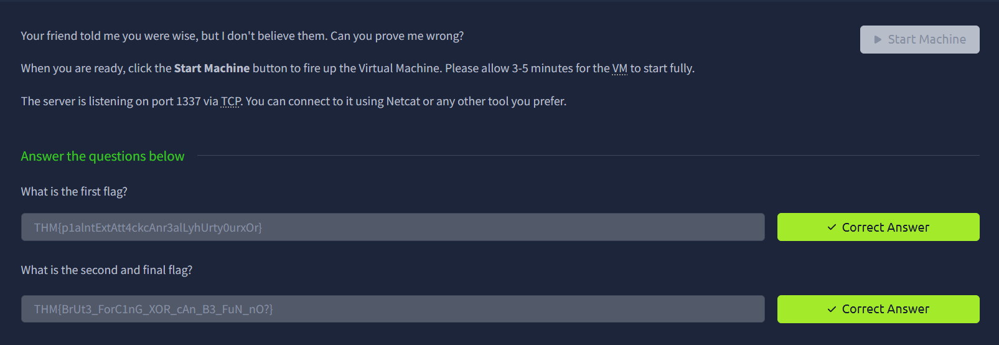 Your friend told me you were wise, but I don't believe them. Can you prove me wrong?
Start Machine
When you are ready, click the Start Machine button to fire up the Virtual Machine. Please allow 3-5 minutes for the VM to start fully.
The server is listening on port 1337 via TCP. You can connect to it using Netcat or any other tool you prefer.
Answer the questions below
What is the first flag?
THM{p1alntExtAtt4ckcAnr3alLyhUrty0urxOr}
Correct Answer
What is the second and final flag?
THM{BrUt3_ForC1nG_XOR_cAn_B3_FuN_nO?}
Correct Answer